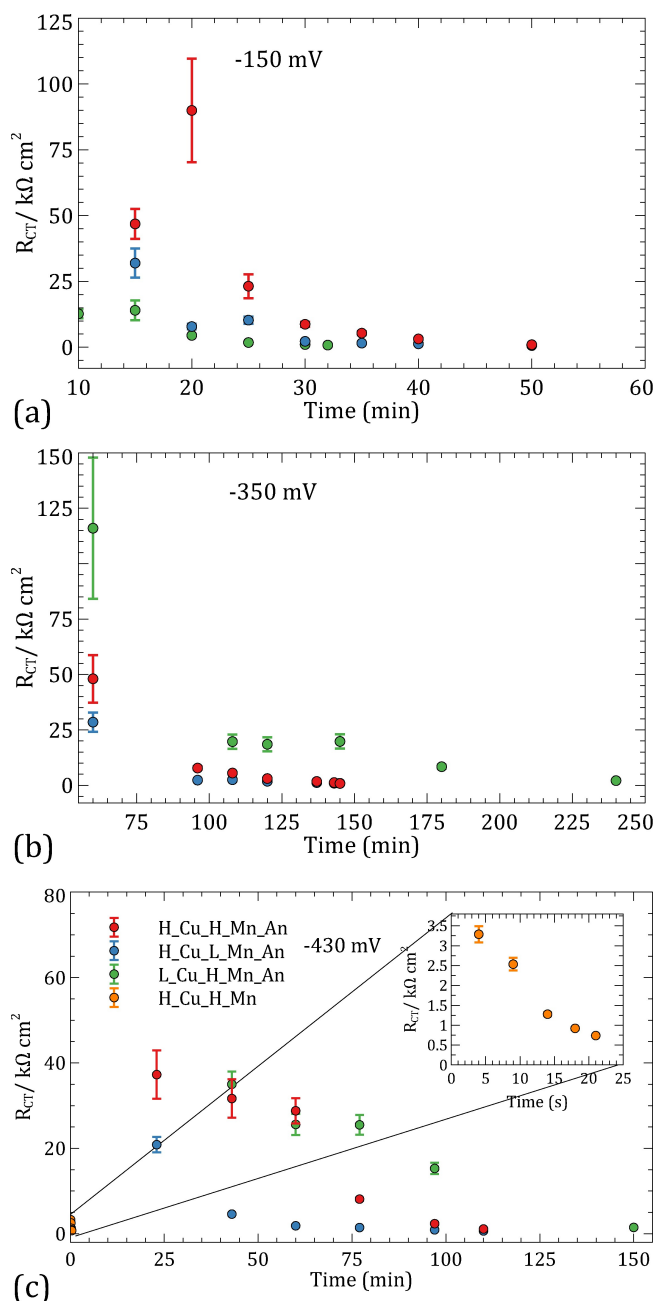 125
100
75
50
25
0
R_CT / kΩ cm²
-150 mV
10 20 30 40 50 60
Time (min)
(a)
150
125
75
50
25
0
R_CT / kΩ cm²
-350 mV
75 100 125 150 175 200 225 250
Time (min)
(b)
80
60
40
20
0
R_CT / kΩ cm²
H_Cu_H_Mn_An
H_Cu_L_Mn_An
L_Cu_H_Mn_An
H_Cu_H_Mn
-430 mV
3.5
3
2.5
2
1.5
1
0.5
0
R_CT / kΩ cm²
0 5 10 15 20 25
Time (s)
0 25 50 75 100 125 150
Time (min)
(c)